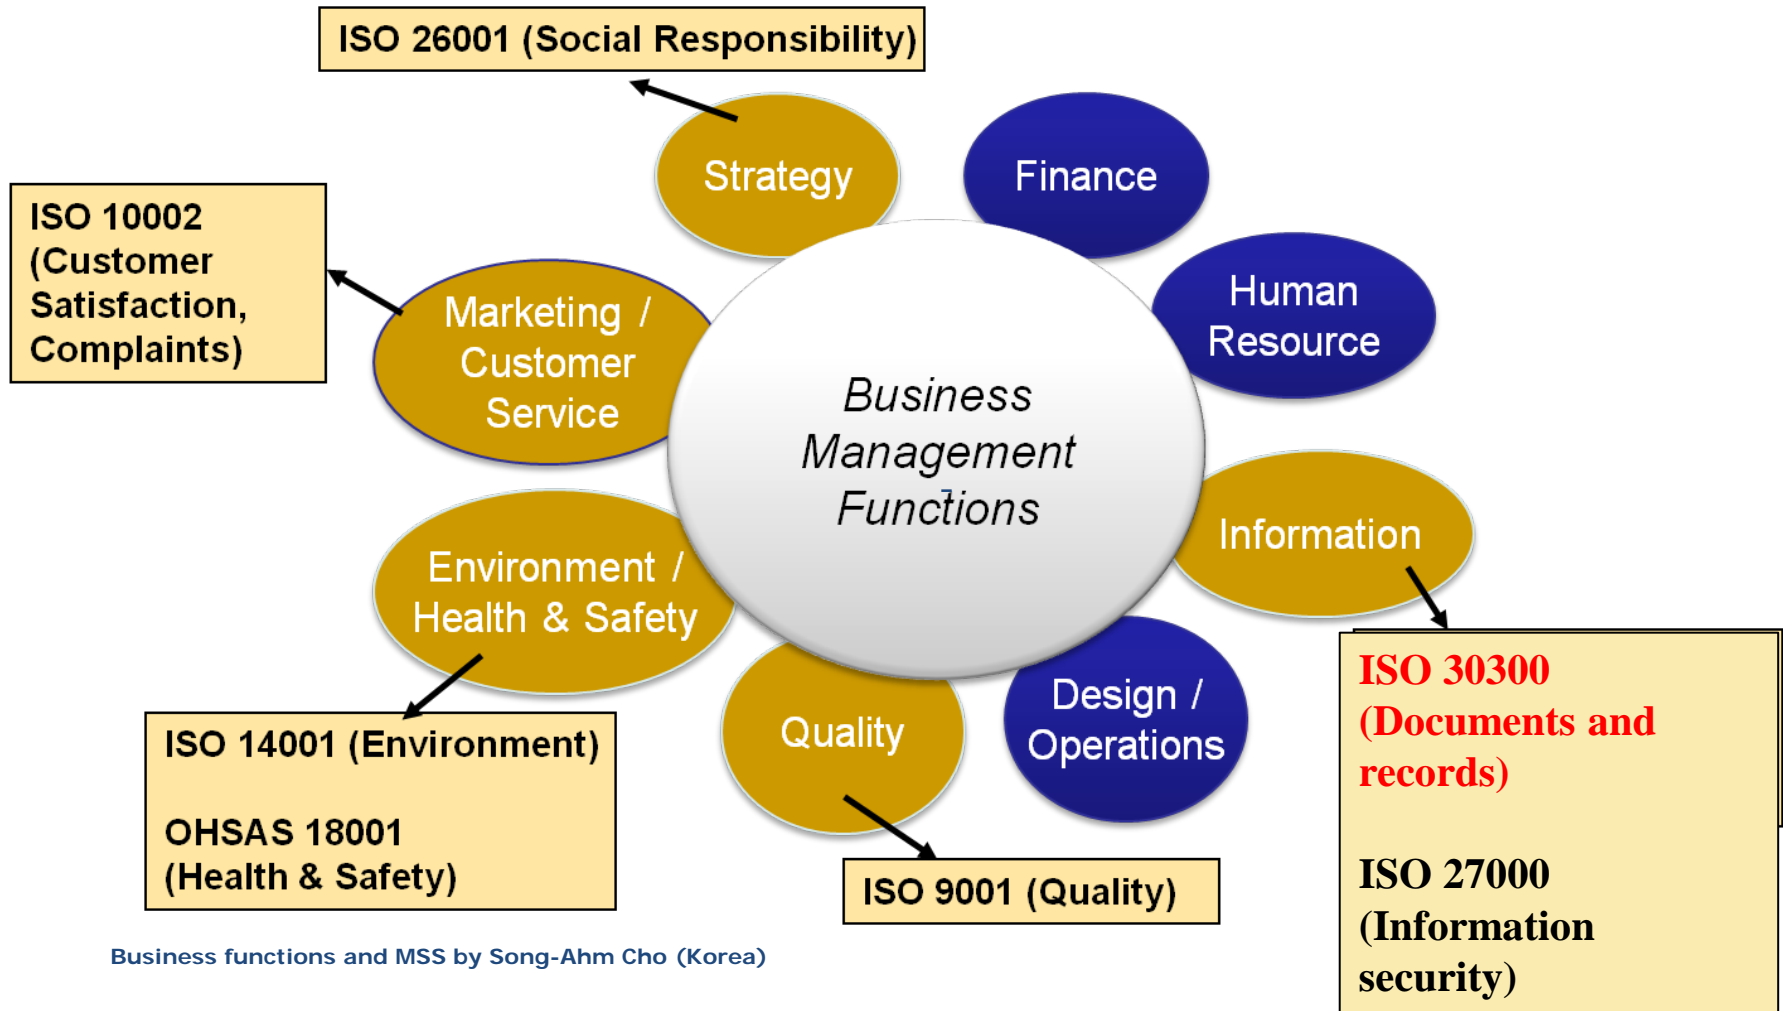 ISO 26001 (Social Responsibility)
Strategy
Finance
ISO 10002
(Customer
Satisfaction,
Complaints)
Marketing /
Customer
Service
Human
Resource
Business
Management
Functions
Information
Environment /
Health & Safety
Quality
Design /
Operations
ISO 14001 (Environment)
OHSAS 18001
(Health & Safety)
ISO 9001 (Quality)
ISO 30300
(Documents and
records)
ISO 27000
(Information
security)
Business functions and MSS by Song-Ahm Cho (Korea)